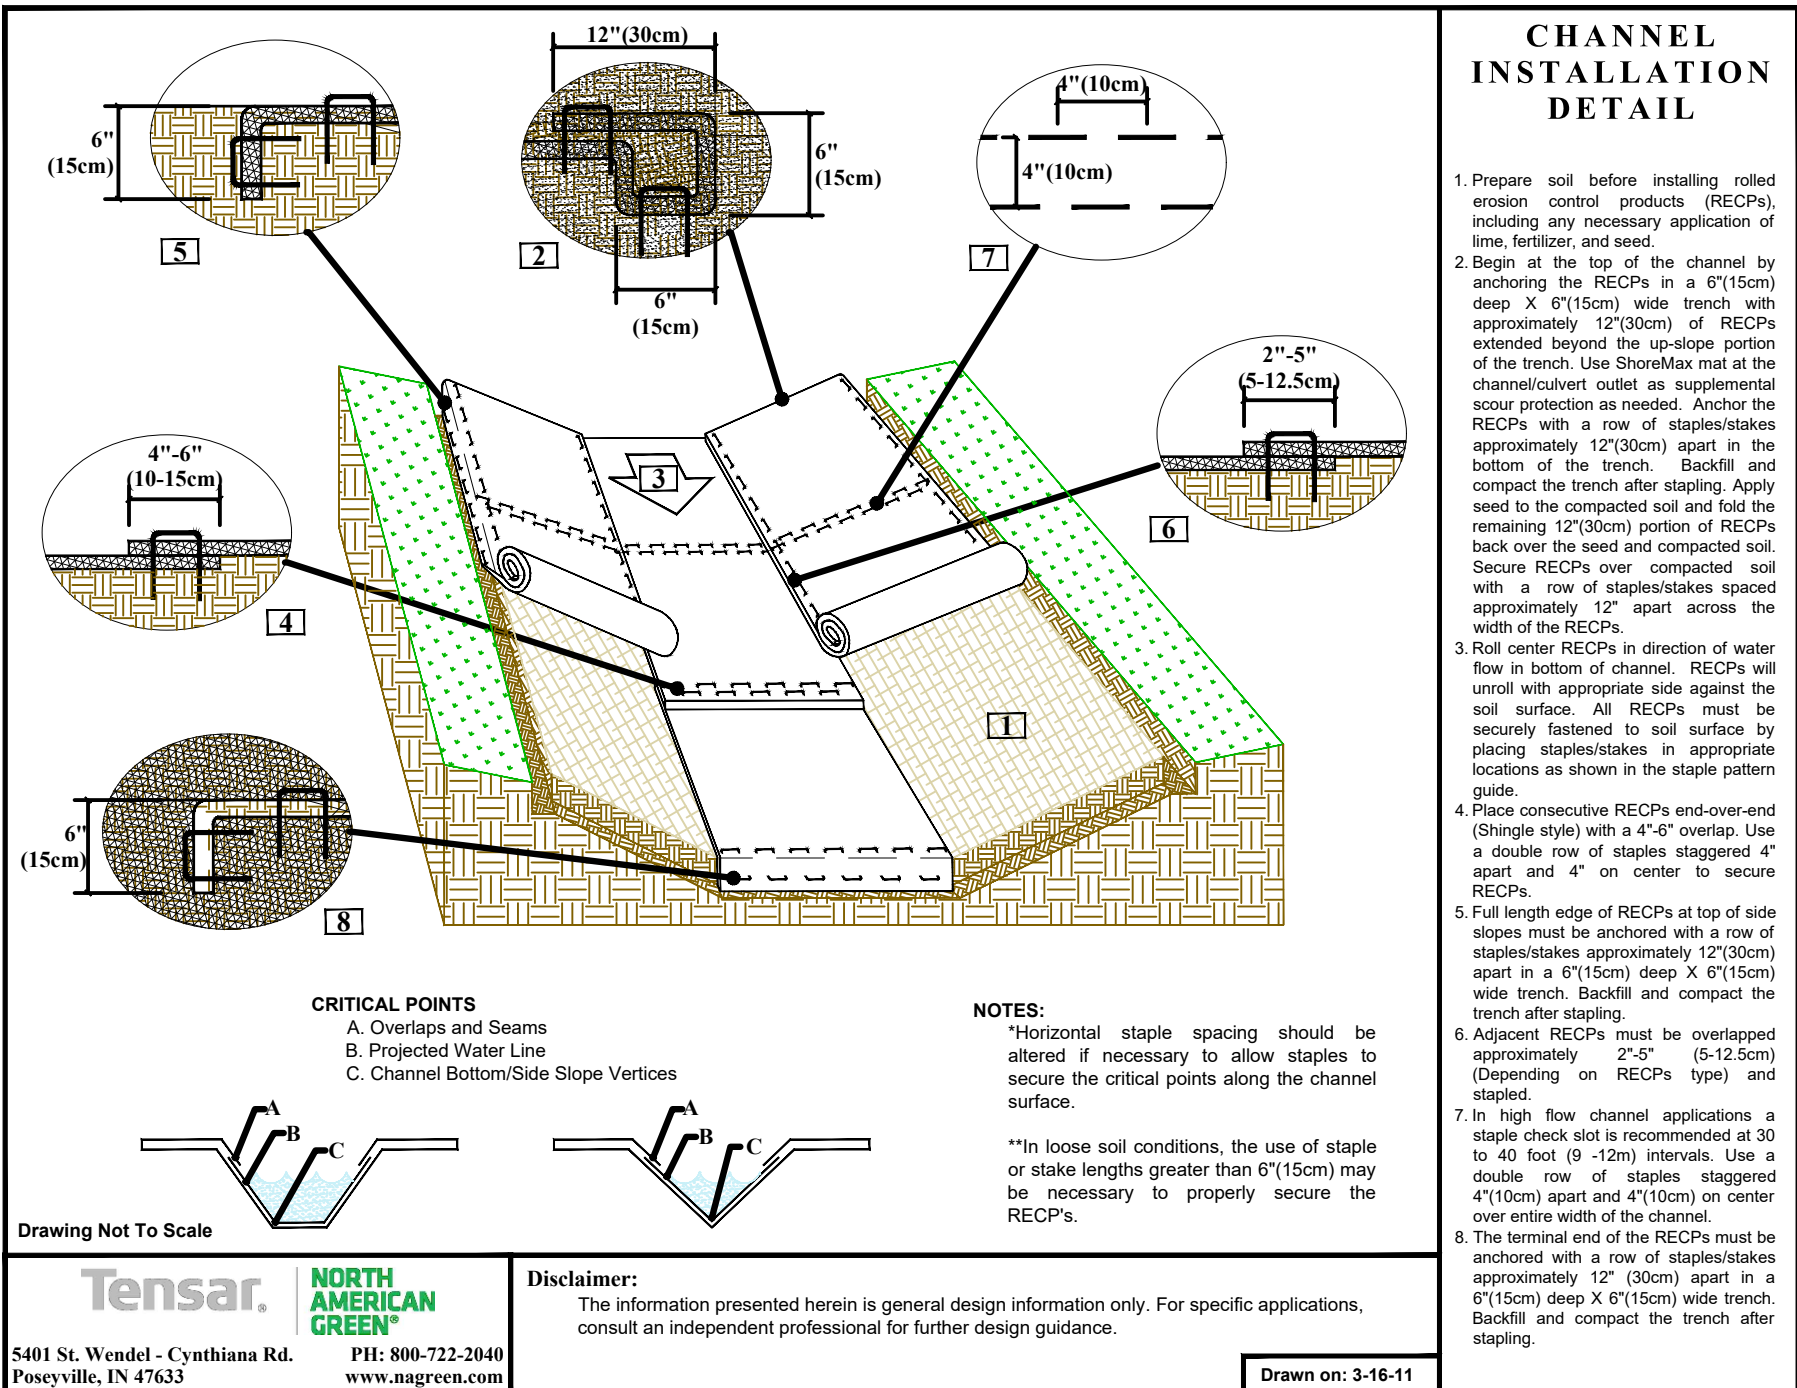 12"(30cm)
6"
(15cm)
5
2
6"
(15cm)
6"
(15cm)
4"(10cm)
4"(10cm)
7
2"-5"
(5-12.5cm)
6
4"-6"
(10-15cm)
4
3
1
6"
(15cm)
8
CRITICAL POINTS
A. Overlaps and Seams
B. Projected Water Line
C. Channel Bottom/Side Slope Vertices
A
B
C
A
B
C
Drawing Not To Scale
NOTES:
*Horizontal staple spacing should be
altered if necessary to allow staples to
secure the critical points along the channel
surface.
**In loose soil conditions, the use of staple
or stake lengths greater than 6"(15cm) may
be necessary to properly secure the
RECP's.
CHANNEL
INSTALLATION
DETAIL
1. Prepare soil before installing rolled
erosion control products (RECPs),
including any necessary application of
lime, fertilizer, and seed.
2. Begin at the top of the channel by
anchoring the RECPs in a 6"(15cm)
deep X 6"(15cm) wide trench with
approximately 12"(30cm) of RECPs
extended beyond the up-slope portion
of the trench. Use ShoreMax mat at the
channel/culvert outlet as supplemental
scour protection as needed. Anchor the
RECPs with a row of staples/stakes
approximately 12"(30cm) apart in the
bottom of the trench. Backfill and
compact the trench after stapling. Apply
seed to the compacted soil and fold the
remaining 12"(30cm) portion of RECPs
back over the seed and compacted soil.
Secure RECPs over compacted soil
with a row of staples/stakes spaced
approximately 12" apart across the
width of the RECPs.
3. Roll center RECPs in direction of water
flow in bottom of channel. RECPs will
unroll with appropriate side against the
soil surface. All RECPs must be
securely fastened to soil surface by
placing staples/stakes in appropriate
locations as shown in the staple pattern
guide.
4. Place consecutive RECPs end-over-end
(Shingle style) with a 4"-6" overlap. Use
a double row of staples staggered 4"
apart and 4" on center to secure
RECPs.
5. Full length edge of RECPs at top of side
slopes must be anchored with a row of
staples/stakes approximately 12"(30cm)
apart in a 6"(15cm) deep X 6"(15cm)
wide trench. Backfill and compact the
trench after stapling.
6. Adjacent RECPs must be overlapped
approximately 2"-5" (5-12.5cm)
(Depending on RECPs type) and
stapled.
7. In high flow channel applications a
staple check slot is recommended at 30
to 40 foot (9 -12m) intervals. Use a
double row of staples staggered
4"(10cm) apart and 4"(10cm) on center
over entire width of the channel.
8. The terminal end of the RECPs must be
anchored with a row of staples/stakes
approximately 12" (30cm) apart in a
6"(15cm) deep X 6"(15cm) wide trench.
Backfill and compact the trench after
stapling.
Tensar®
NORTH
AMERICAN
GREEN®
5401 St. Wendel - Cynthiana Rd. PH: 800-722-2040
Poseyville, IN 47633 www.nagreen.com
Disclaimer:
The information presented herein is general design information only. For specific applications,
consult an independent professional for further design guidance.
Drawn on: 3-16-11